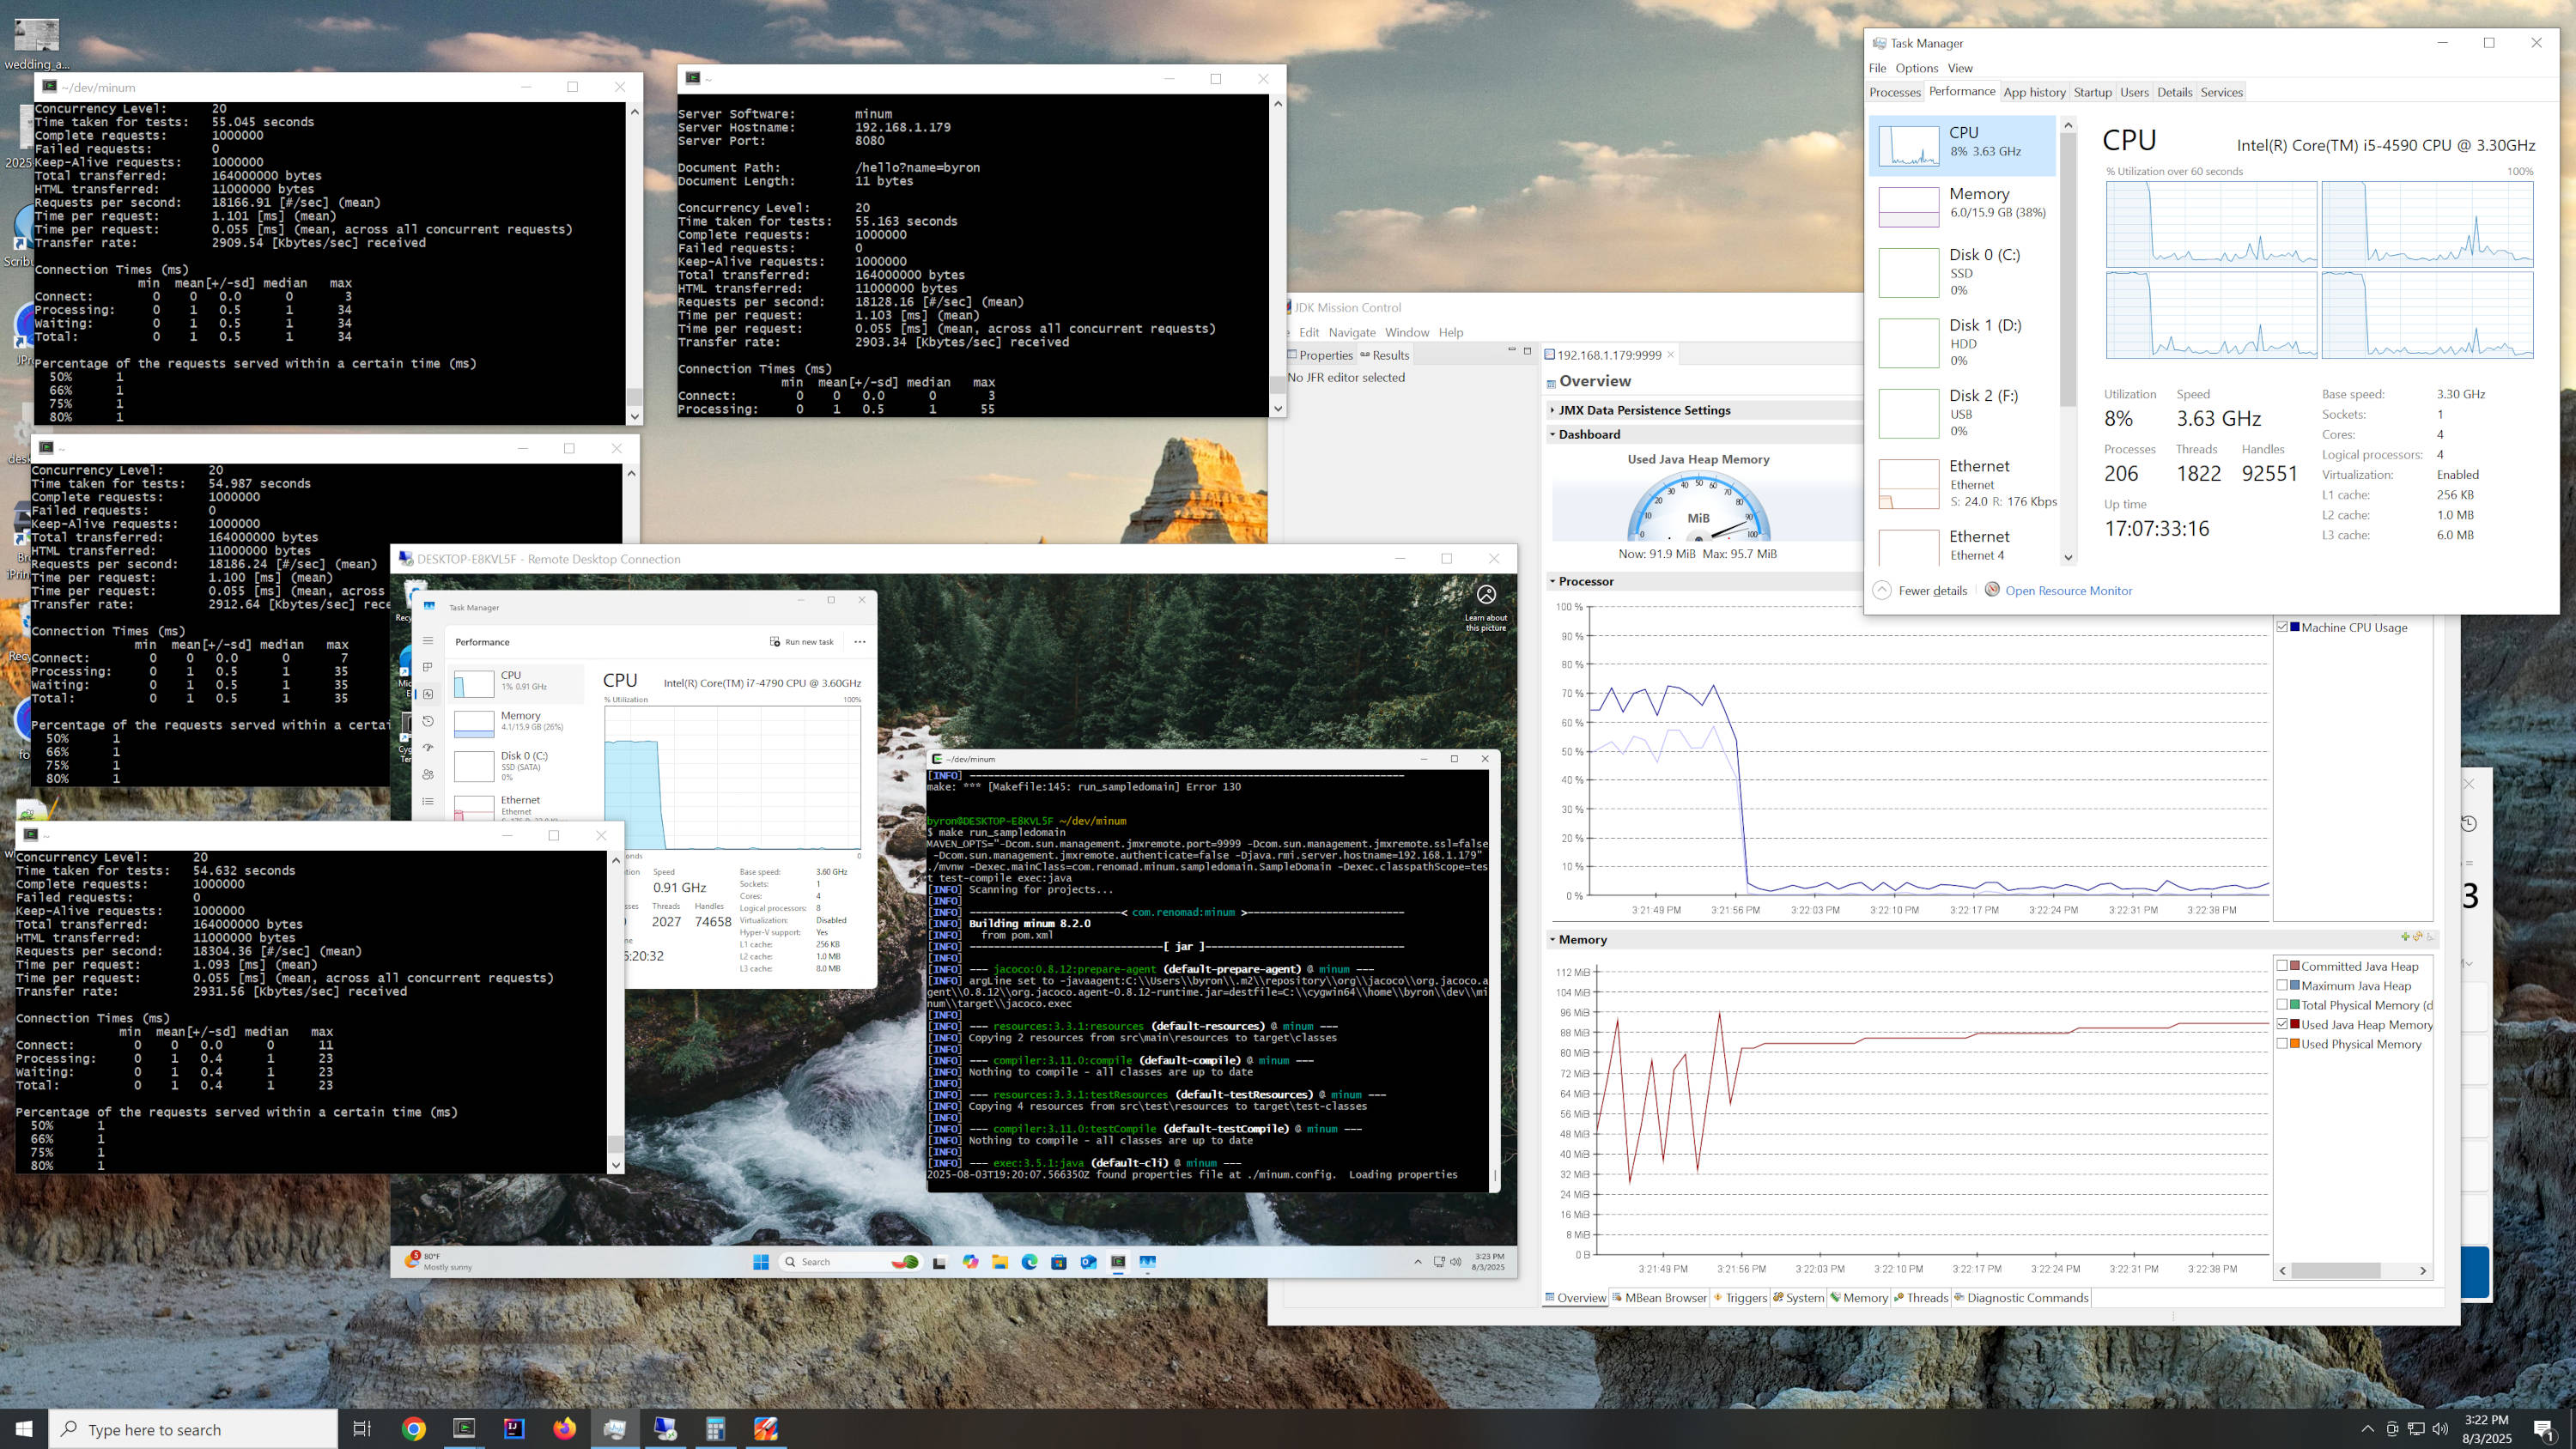 wedding_a...
~/dev/minum
Concurrency Level:      20
Time taken for tests:   55.045 seconds
Complete requests:      1000000
Failed requests:        0
Keep-Alive requests:    1000000
Total transferred:      164000000 bytes
HTML transferred:       11000000 bytes
Requests per second:    18166.91 [#/sec] (mean)
Time per request:       1.101 [ms] (mean)
Time per request:       0.055 [ms] (mean, across all concurrent requests)
Transfer rate:          2909.54 [Kbytes/sec] received
Connection Times (ms)
              min  mean[+/-sd] median   max
Connect:        0    0   0.0      0       3
Processing:     0    1   0.5      1      34
Waiting:        0    1   0.5      1      34
Total:          0    1   0.5      1      34
Percentage of the requests served within a certain time (ms)
  50%      1
  66%      1
  75%      1
  80%      1
~
Server Software:        minum
Server Hostname:        192.168.1.179
Server Port:            8080
Document Path:          /hello?name=byron
Document Length:        11 bytes
Concurrency Level:      20
Time taken for tests:   55.163 seconds
Complete requests:      1000000
Failed requests:        0
Keep-Alive requests:    1000000
Total transferred:      164000000 bytes
HTML transferred:       11000000 bytes
Requests per second:    18128.16 [#/sec] (mean)
Time per request:       1.103 [ms] (mean)
Time per request:       0.055 [ms] (mean, across all concurrent requests)
Transfer rate:          2903.34 [Kbytes/sec] received
Connection Times (ms)
              min  mean[+/-sd] median   max
Connect:        0    0   0.0      0       3
Processing:     0    1   0.5      1      55
~
Concurrency Level:      20
Time taken for tests:   54.987 seconds
Complete requests:      1000000
Failed requests:        0
Keep-Alive requests:    1000000
Total transferred:      164000000 bytes
HTML transferred:       11000000 bytes
Requests per second:    18186.24 [#/sec] (mean)
Time per request:       1.100 [ms] (mean)
Time per request:       0.055 [ms] (mean, across
Transfer rate:          2912.64 [Kbytes/sec] rece
Connection Times (ms)
              min  mean[+/-sd] median   max
Connect:        0    0   0.0      0       7
Processing:     0    1   0.5      1      35
Waiting:        0    1   0.5      1      35
Total:          0    1   0.5      1      35
Percentage of the requests served within a certai
  50%      1
  66%      1
  75%      1
  80%      1
~
Concurrency Level:      20
Time taken for tests:   54.632 seconds
Complete requests:      1000000
Failed requests:        0
Keep-Alive requests:    1000000
Total transferred:      164000000 bytes
HTML transferred:       11000000 bytes
Requests per second:    18304.36 [#/sec] (mean)
Time per request:       1.093 [ms] (mean)
Time per request:       0.055 [ms] (mean, across all concurrent requests)
Transfer rate:          2931.56 [Kbytes/sec] received
Connection Times (ms)
              min  mean[+/-sd] median   max
Connect:        0    0   0.0      0      11
Processing:     0    1   0.4      1      23
Waiting:        0    1   0.4      1      23
Total:          0    1   0.4      1      23
Percentage of the requests served within a certain time (ms)
  50%      1
  66%      1
  75%      1
  80%      1
DESKTOP-E8KVL5F - Remote Desktop Connection
Learn about
this picture
Task Manager
Performance
Run new task
CPU
1% 0.91 GHz
Memory
4.1/15.9 GB (26%)
Disk 0 (C:)
SSD (SATA)
0%
Ethernet
Ethernet
CPU Intel(R) Core(TM) i7-4790 CPU @ 3.60GHz
% Utilization 100%
onds 0
Speed
0.91 GHz
Threads Handles
2027 74658
5:20:32
Base speed: 3.60 GHz
Sockets: 1
Cores: 4
Logical processors: 8
Virtualization: Disabled
Hyper-V support: Yes
L1 cache: 256 KB
L2 cache: 1.0 MB
L3 cache: 8.0 MB
~/dev/minum
[INFO] ------------------------------------------------------------------------
make: *** [Makefile:145: run_sampledomain] Error 130
byron@DESKTOP-E8KVL5F ~/dev/minum
$ make run_sampledomain
MAVEN_OPTS="-Dcom.sun.management.jmxremote.port=9999 -Dcom.sun.management.jmxremote.ssl=false
 -Dcom.sun.management.jmxremote.authenticate=false -Djava.rmi.server.hostname=192.168.1.179"
./mvnw -Dexec.mainClass=com.renomad.minum.sampledomain.SampleDomain -Dexec.classpathScope=tes
t test-compile exec:java
[INFO] Scanning for projects...
[INFO]
[INFO] --------------------------< com.renomad:minum >---------------------------
[INFO] Building minum 8.2.0
[INFO]   from pom.xml
[INFO] --------------------------------[ jar ]---------------------------------
[INFO]
[INFO] --- jacoco:0.8.12:prepare-agent (default-prepare-agent) @ minum ---
[INFO] argLine set to -javaagent:C:\\Users\\byron\\.m2\\repository\\org\\jacoco\\org.jacoco.a
gent\\0.8.12\\org.jacoco.agent-0.8.12-runtime.jar=destfile=C:\\cygwin64\\home\\byron\\dev\\mi
num\\target\\jacoco.exec
[INFO]
[INFO] --- resources:3.3.1:resources (default-resources) @ minum ---
[INFO] Copying 2 resources from src\main\resources to target\classes
[INFO]
[INFO] --- compiler:3.11.0:compile (default-compile) @ minum ---
[INFO] Nothing to compile - all classes are up to date
[INFO]
[INFO] --- resources:3.3.1:testResources (default-testResources) @ minum ---
[INFO] Copying 4 resources from src\test\resources to target\test-classes
[INFO]
[INFO] --- compiler:3.11.0:testCompile (default-testCompile) @ minum ---
[INFO] Nothing to compile - all classes are up to date
[INFO]
[INFO] --- exec:3.5.1:java (default-cli) @ minum ---
2025-08-03T19:20:07.566350Z found properties file at ./minum.config.  Loading properties
5
80°F
Mostly sunny
Search
3:23 PM
8/3/2025
JDK Mission Control
Edit Navigate Window Help
Properties Results
No JFR editor selected
192.168.1.179:9999
Overview
JMX Data Persistence Settings
Dashboard
Used Java Heap Memory
0 10 20 30 40 50 60 70 80 90 100
MiB
Now: 91.9 MiB Max: 95.7 MiB
Processor
100 %
90 %
80 %
70 %
60 %
50 %
40 %
30 %
20 %
10 %
0 %
3:21:49 PM 3:21:56 PM 3:22:03 PM 3:22:10 PM 3:22:17 PM 3:22:24 PM 3:22:31 PM 3:22:38 PM
Machine CPU Usage
Memory
112 MiB
104 MiB
96 MiB
88 MiB
80 MiB
72 MiB
64 MiB
56 MiB
48 MiB
40 MiB
32 MiB
24 MiB
16 MiB
8 MiB
0 B
3:21:49 PM 3:21:56 PM 3:22:03 PM 3:22:10 PM 3:22:17 PM 3:22:24 PM 3:22:31 PM 3:22:38 PM
Committed Java Heap
Maximum Java Heap
Total Physical Memory (d
Used Java Heap Memory
Used Physical Memory
Overview MBean Browser Triggers System Memory Threads Diagnostic Commands
3
Task Manager
File Options View
Processes Performance App history Startup Users Details Services
CPU
8% 3.63 GHz
Memory
6.0/15.9 GB (38%)
Disk 0 (C:)
SSD
0%
Disk 1 (D:)
HDD
0%
Disk 2 (F:)
USB
0%
Ethernet
Ethernet
S: 24.0 R: 176 Kbps
Ethernet
Ethernet 4
CPU Intel(R) Core(TM) i5-4590 CPU @ 3.30GHz
% Utilization over 60 seconds 100%
Utilization Speed
8% 3.63 GHz
Processes Threads Handles
206 1822 92551
Up time
17:07:33:16
Base speed: 3.30 GHz
Sockets: 1
Cores: 4
Logical processors: 4
Virtualization: Enabled
L1 cache: 256 KB
L2 cache: 1.0 MB
L3 cache: 6.0 MB
Fewer details Open Resource Monitor
Type here to search
3:22 PM
8/3/2025
1